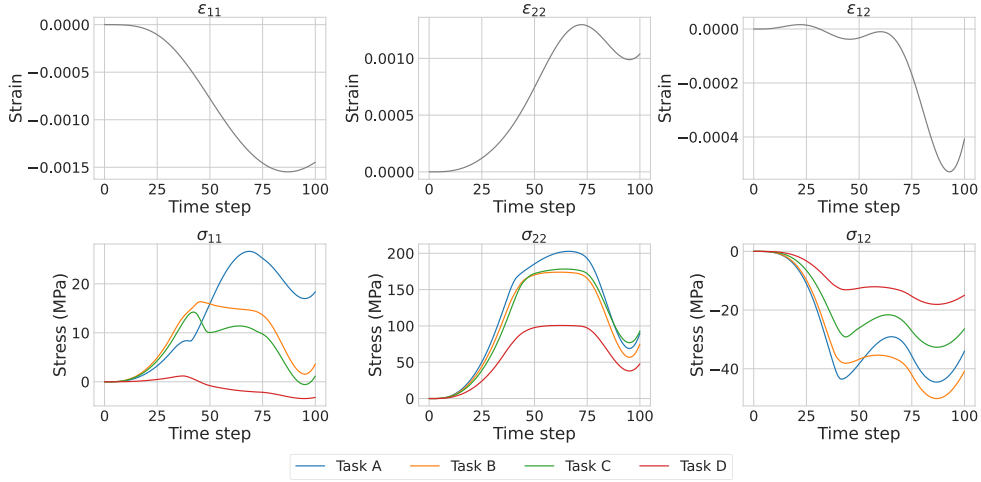 ε11 ε22 ε12
0.0000
−0.0005
−0.0010
−0.0015
Strain
0 25 50 75 100
Time step
0.0010
0.0005
0.0000
Strain
0 25 50 75 100
Time step
0.0000
−0.0002
−0.0004
Strain
0 25 50 75 100
Time step
σ11 σ22 σ12
20
10
0
Stress (MPa)
0 25 50 75 100
Time step
200
150
100
50
0
Stress (MPa)
0 25 50 75 100
Time step
0
−20
−40
Stress (MPa)
0 25 50 75 100
Time step
Task A Task B Task C Task D